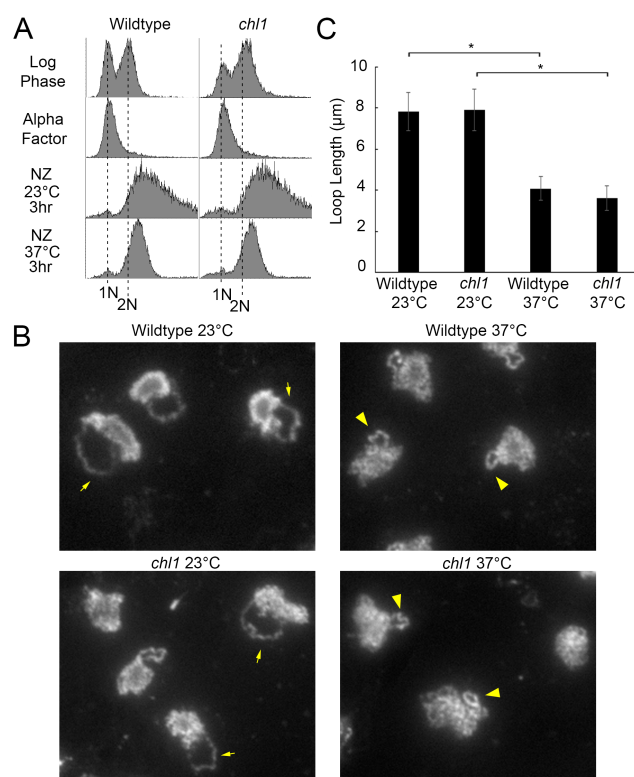 A
Wildtype
chl1
Log
Phase
Alpha
Factor
NZ
23°C
3hr
NZ
37°C
3hr
1N
2N
1N
2N
C
*
*
Loop Length (µm)
10
8
6
4
2
0
Wildtype
23°C
chl1
23°C
Wildtype
37°C
chl1
37°C
B
Wildtype 23°C
Wildtype 37°C
chl1 23°C
chl1 37°C